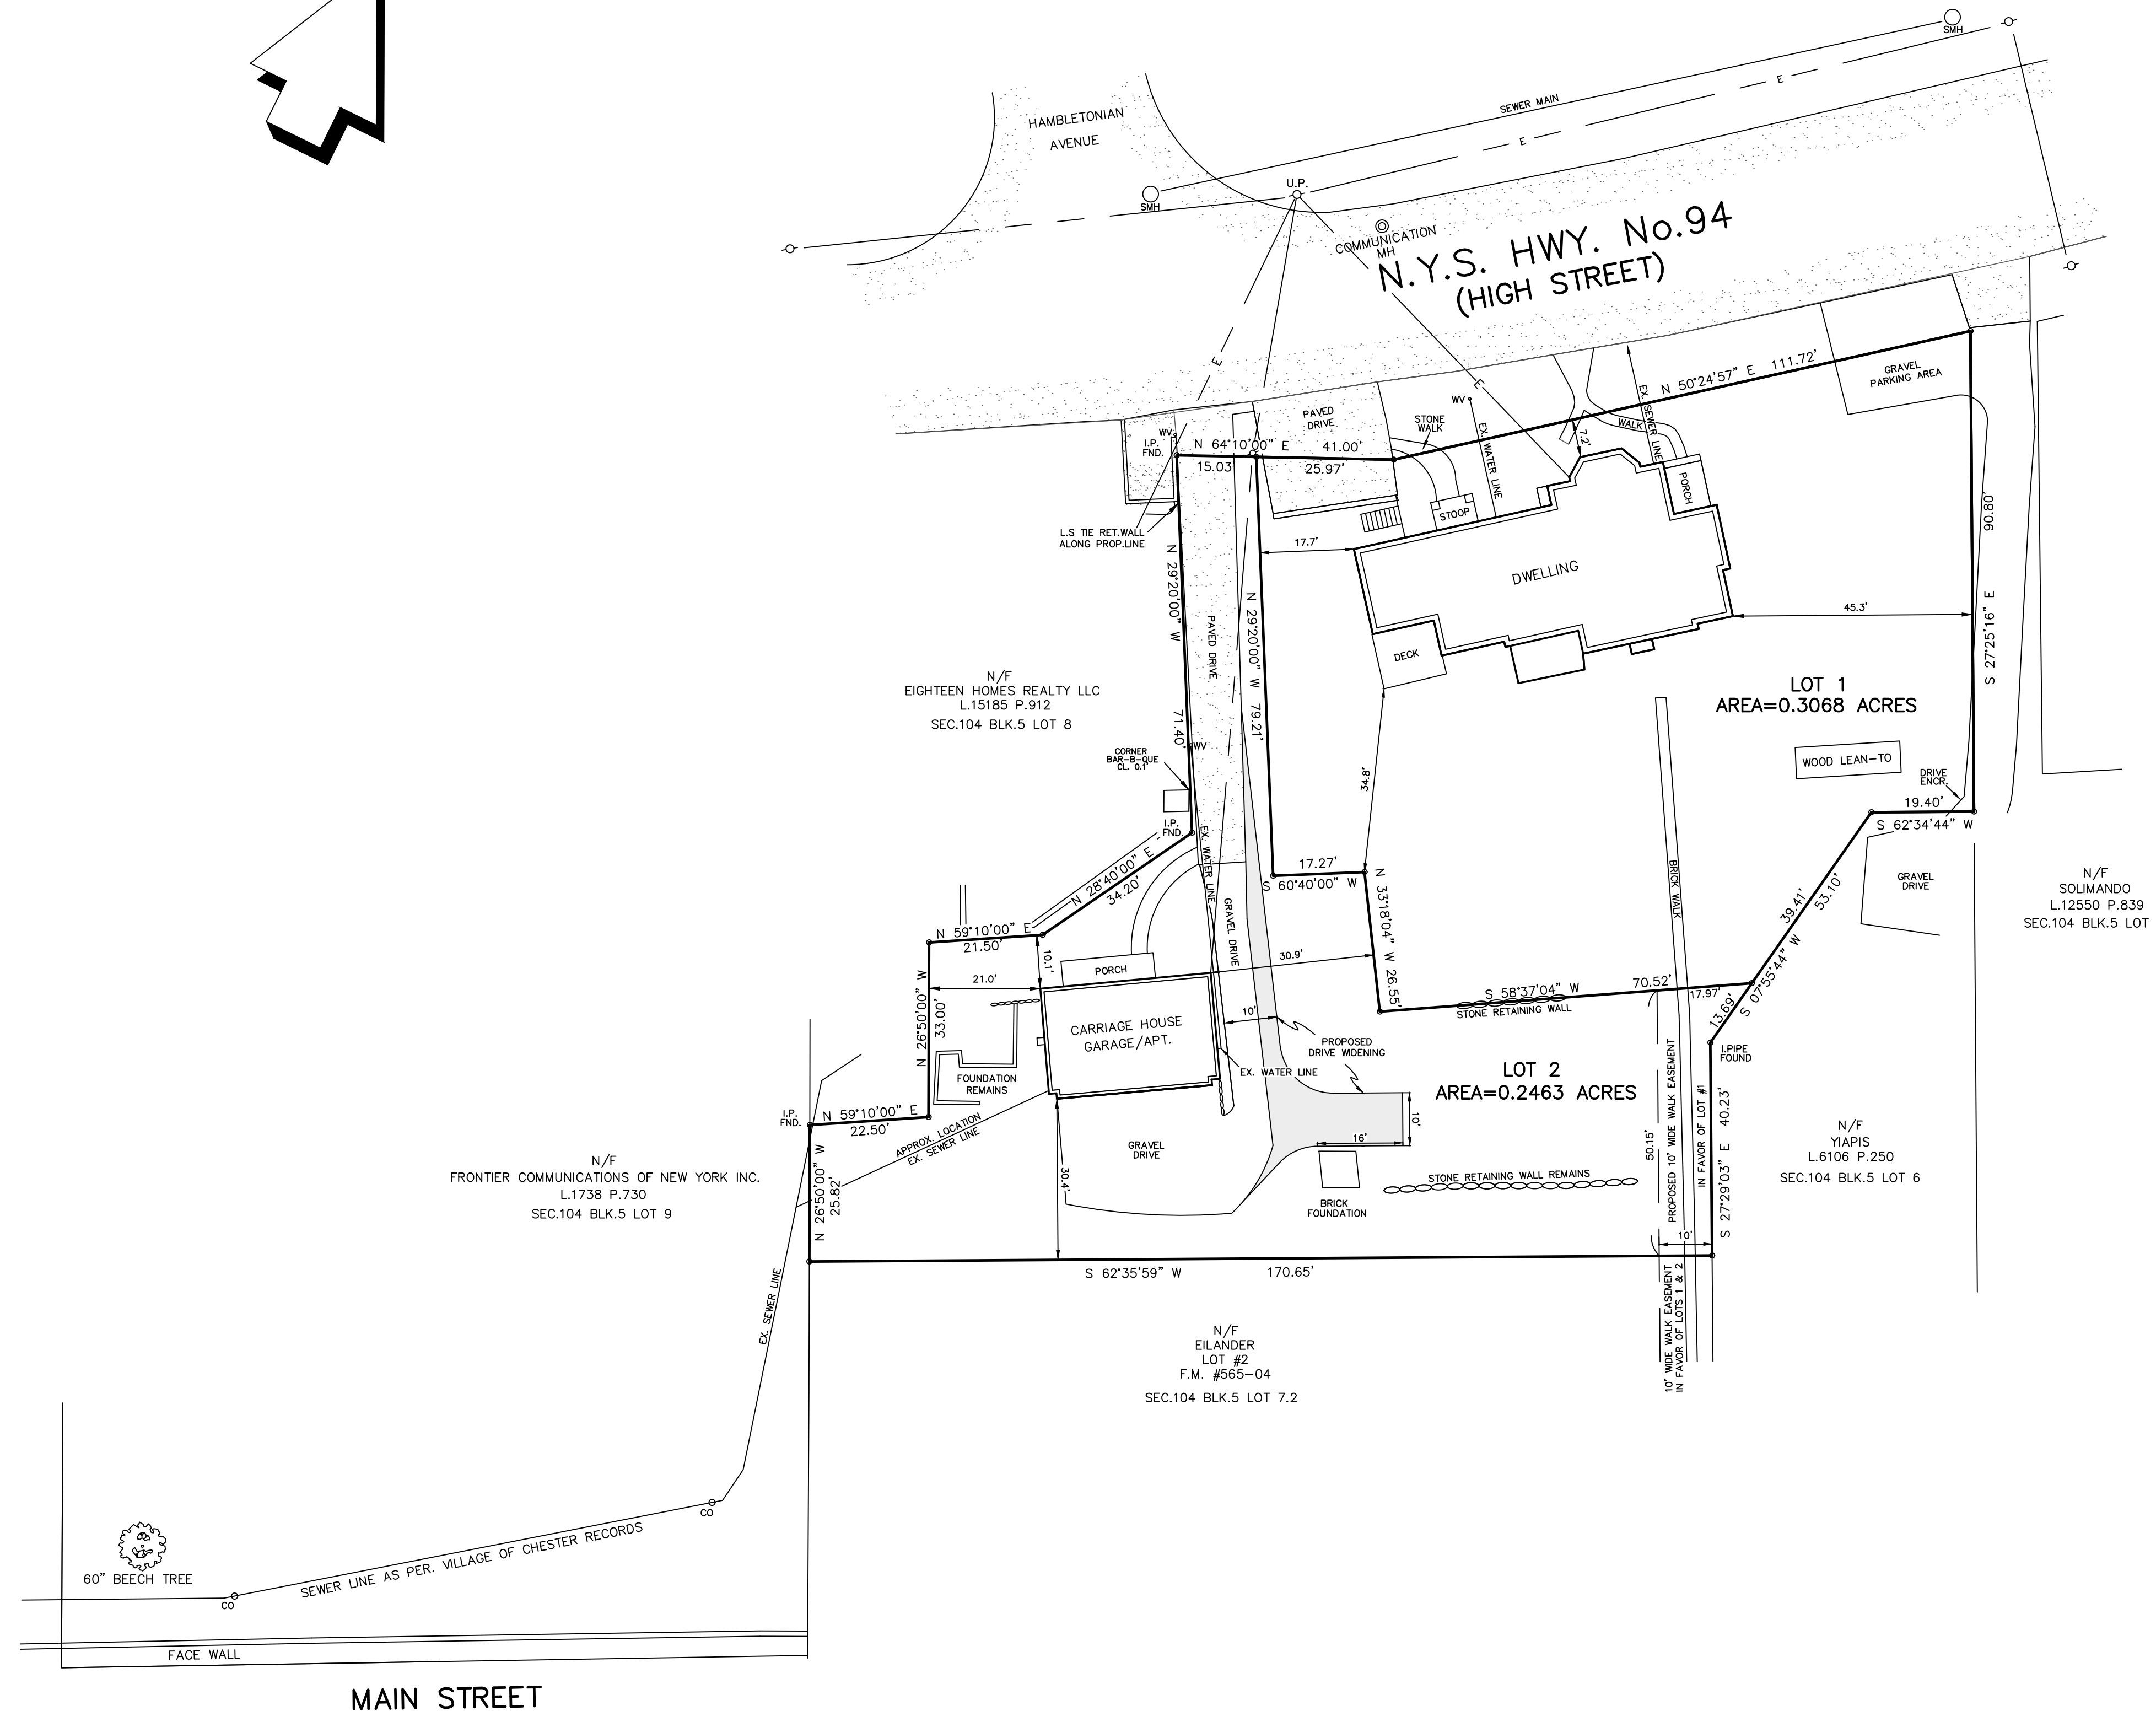 SMH
SEWER MAIN
E
E
HAMBLETONIAN
AVENUE
SMH
U.P.
COMMUNICATION
MH
N.Y.S. HWY. No.94
(HIGH STREET)
E
E
GRAVEL
PARKING AREA
N 50°24'57" E 111.72'
WV
STONE
WALK
PAVED
DRIVE
EX. WATER LINE
EX. SEWER LINE
WALK
7.2'
WV
I.P.
FND.
N 64°10'00" E 41.00'
15.03'
25.97'
PORCH
STOOP
L.S TIE RET.WALL
ALONG PROP.LINE
17.7'
DWELLING
90.80'
S 27°25'16" E
45.3'
N 29°20'00" W
71.40'
PAVED DRIVE
N 29°20'00" W 79.21'
DECK
N/F
EIGHTEEN HOMES REALTY LLC
L.15185 P.912
SEC.104 BLK.5 LOT 8
LOT 1
AREA=0.3068 ACRES
WV
CORNER
BAR-B-QUE
CL. 0.1'
34.8'
WOOD LEAN-TO
DRIVE
ENCR.
19.40'
S 62°34'44" W
I.P.
FND.
EX. WATER LINE
17.27'
S 60°40'00" W
BRICK WALK
GRAVEL
DRIVE
N/F
SOLIMANDO
L.12550 P.839
SEC.104 BLK.5 LOT
N 28°40'00" E
34.20'
GRAVEL DRIVE
N 33°18'04" W 26.55'
39.41'
53.10'
S 07°55'44" W
N 59°10'00" E
21.50'
10.1'
PORCH
30.9'
21.0'
N 26°50'00" W
33.00'
S 58°37'04" W
70.52'
17.97'
STONE RETAINING WALL
13.69'
CARRIAGE HOUSE
GARAGE/APT.
10'
PROPOSED
DRIVE WIDENING
I.PIPE
FOUND
EX. WATER LINE
FOUNDATION
REMAINS
LOT 2
AREA=0.2463 ACRES
PROPOSED 10' WIDE WALK EASEMENT
IN FAVOR OF LOT #1
S 27°29'03" E 40.23'
50.15'
I.P.
FND.
N 59°10'00" E
22.50'
APPROX. LOCATION
EX. SEWER LINE
GRAVEL
DRIVE
10'
16'
N/F
YIAPIS
L.6106 P.250
SEC.104 BLK.5 LOT 6
N/F
FRONTIER COMMUNICATIONS OF NEW YORK INC.
L.1738 P.730
SEC.104 BLK.5 LOT 9
N 26°50'00" W
25.82'
30.4'
STONE RETAINING WALL REMAINS
BRICK
FOUNDATION
10'
S 62°35'59" W 170.65'
10' WIDE WALK EASEMENT
IN FAVOR OF LOTS 1 & 2
EX. SEWER LINE
N/F
EILANDER
LOT #2
F.M. #565-04
SEC.104 BLK.5 LOT 7.2
CO
SEWER LINE AS PER. VILLAGE OF CHESTER RECORDS
60" BEECH TREE
CO
FACE WALL
MAIN STREET